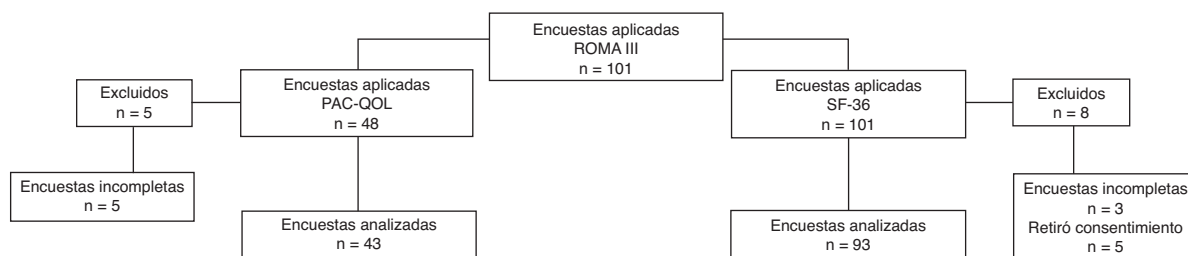 Encuestas aplicadas
ROMA III
n = 101
Excluidos
n = 5
Encuestas aplicadas
PAC-QOL
n = 48
Encuestas aplicadas
SF-36
n = 101
Excluidos
n = 8
Encuestas incompletas
n = 5
Encuestas incompletas
n = 3
Retiró consentimiento
n = 5
Encuestas analizadas
n = 43
Encuestas analizadas
n = 93